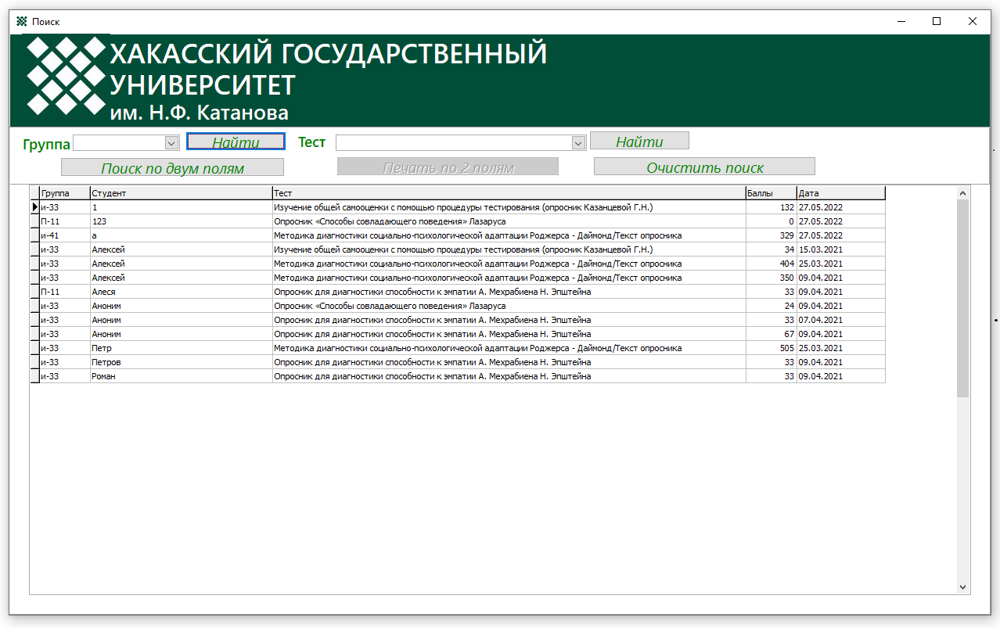 Поиск
ХАКАССКИЙ ГОСУДАРСТВЕННЫЙ
УНИВЕРСИТЕТ
им. Н.Ф. Катанова
Группа Найти Тест Найти
Поиск по двум полям Печать по 2 полям Очистить поиск
Группа Студент Тест Баллы Дата
и-33 1 Изучение общей самооценки с помощью процедуры тестирования (опросник Казанцевой Г.Н.) 132 27.05.2022
П-11 123 Опросник «Способы совпадающего поведения» Лазаруса 0 27.05.2022
и-41 а Методика диагностики социально-психологической адаптации Роджерса - Даймонд/Текст опросника 329 27.05.2022
и-33 Алексей Изучение общей самооценки с помощью процедуры тестирования (опросник Казанцевой Г.Н.) 34 15.03.2021
и-33 Алексей Методика диагностики социально-психологической адаптации Роджерса - Даймонд/Текст опросника 404 25.03.2021
и-33 Алексей Методика диагностики социально-психологической адаптации Роджерса - Даймонд/Текст опросника 350 09.04.2021
П-11 Алеся Опросник для диагностики способности к эмпатии А. Мехрабиена Н. Эпштейна 33 09.04.2021
и-33 Аноним Опросник «Способы совладающего поведения» Лазаруса 24 09.04.2021
и-33 Аноним Опросник для диагностики способности к эмпатии А. Мехрабиена Н. Эпштейна 33 07.04.2021
и-33 Аноним Опросник для диагностики способности к эмпатии А. Мехрабиена Н. Эпштейна 67 09.04.2021
и-33 Петр Методика диагностики социально-психологической адаптации Роджерса - Даймонд/Текст опросника 505 25.03.2021
и-33 Петров Опросник для диагностики способности к эмпатии А. Мехрабиена Н. Эпштейна 33 09.04.2021
и-33 Роман Опросник для диагностики способности к эмпатии А. Мехрабиена Н. Эпштейна 33 09.04.2021